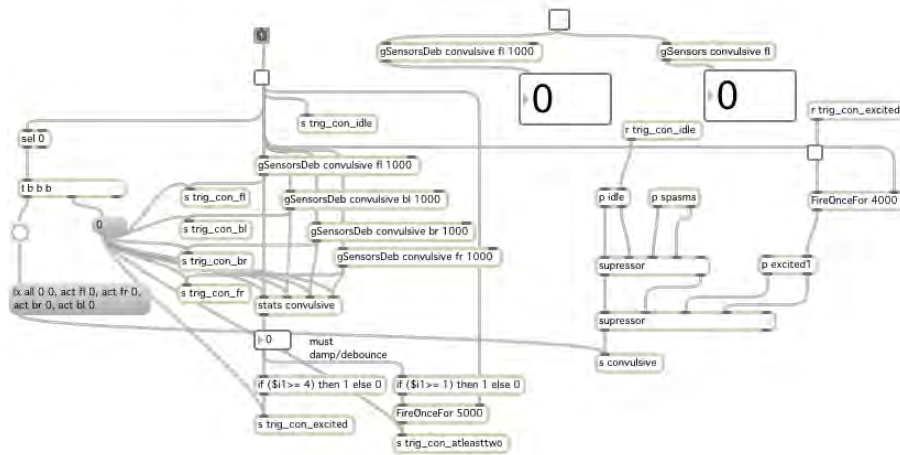 gSensorsDeb convulsive fl 1000
gSensors convulsive fl
0
0
s trig_con_idle
r trig_con_idle
r trig_con_excited
sel 0
gSensorsDeb convulsive fl 1000
t b b b
s trig_con_fl
gSensorsDeb convulsive bl 1000
p idle
p spasms
FireOnceFor 4000
0
s trig_con_bl
gSensorsDeb convulsive br 1000
s trig_con_br
gSensorsDeb convulsive fr 1000
supressor
p excited1
s trig_con_fr
fx all 0 0, act fl 0, act fr 0,
act br 0, act bl 0
stats convulsive
supressor
0
must
damp/debounce
s convulsive
if ($i1>= 4) then 1 else 0
if ($i1>= 1) then 1 else 0
FireOnceFor 5000
s trig_con_excited
s trig_con_atleasttwo